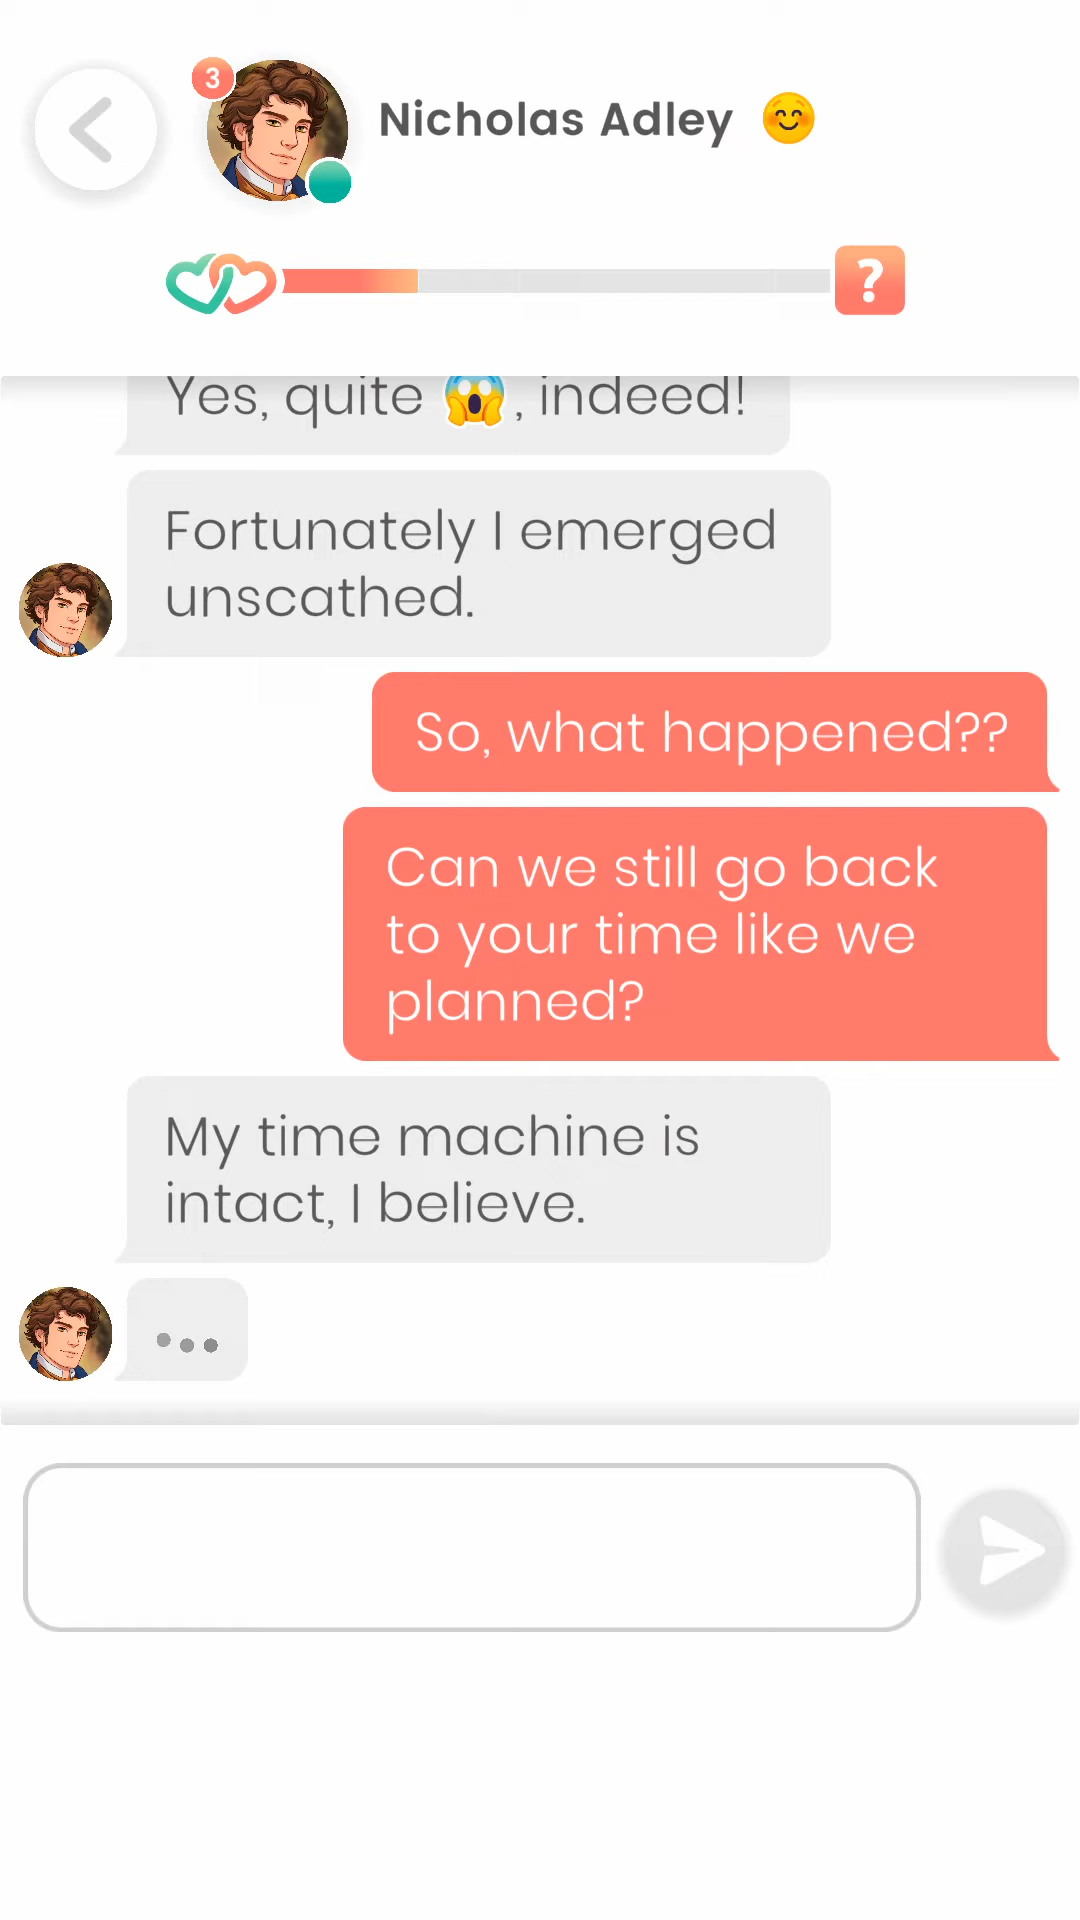 3
Nicholas Adley 😊
?
Yes, quite 😱, indeed!
Fortunately I emerged
unscathed.
So, what happened??
Can we still go back
to your time like we
planned?
My time machine is
intact, I believe.